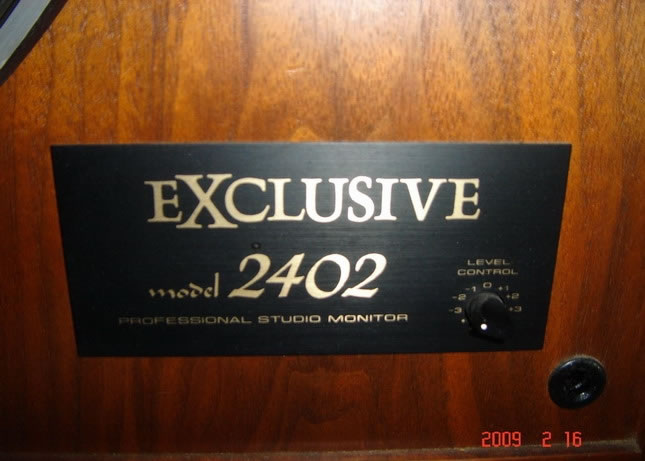 EXCLUSIVE
model 2402
PROFESSIONAL STUDIO MONITOR
LEVEL
CONTROL
0
-1 +1
-2 +2
-3 +3
2009 2 16